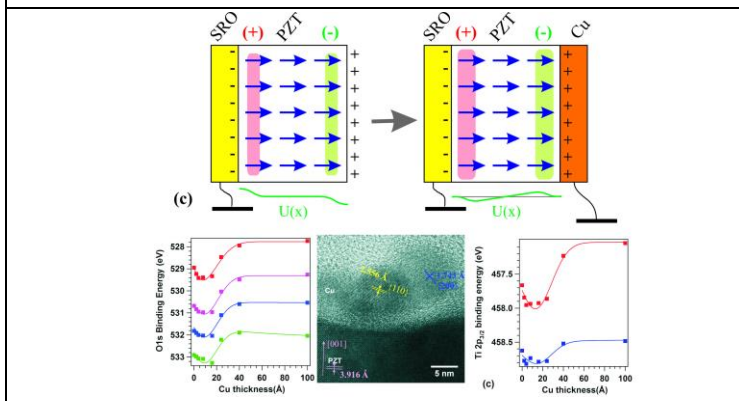 SRO (+) PZT (-)
SRO (+) PZT (-) Cu
(c)
U(x)
U(x)
O1s Binding Energy (eV)
528
529
530
531
532
533
0 20 40 60 80 100
Cu thickness(Å)
Cu
{110}
[001]
PZT
3.916 Å
5 nm
Ti 2p3/2 binding energy (eV)
457.5
458.0
458.5
0 20 40 60 80 100
Cu thickness(Å)
(c)